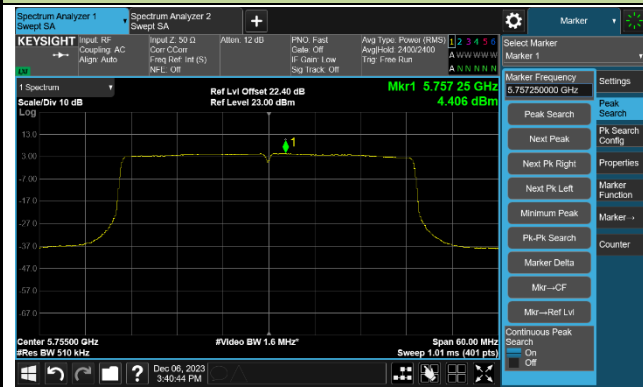 Spectrum Analyzer 1
Swept SA
Spectrum Analyzer 2
Swept SA
Marker
KEYSIGHT
Input: RF
Coupling: AC
Align: Auto
Input Z: 50 Ω
Corr CCorr
Freq Ref: Int (S)
NFE: Off
Atten: 12 dB
PNO: Fast
Gate: Off
IF Gain: Low
Sig Track: Off
Avg Type: Power (RMS)
Avg|Hold: 2400/2400
Trig: Free Run
1 2 3 4 5 6
A W W W W W
A N N N N N
Select Marker
Marker 1
1 Spectrum
Scale/Div 10 dB
Log
Ref Lvl Offset 22.40 dB
Ref Level 23.00 dBm
Mkr1 5.757 25 GHz
4.406 dBm
13.0
3.00
-7.00
-17.0
-27.0
-37.0
-47.0
-57.0
-67.0
1
Center 5.75500 GHz
#Res BW 510 kHz
#Video BW 1.6 MHz*
Span 60.00 MHz
Sweep 1.01 ms (401 pts)
Marker Frequency
5.757250000 GHz
Peak Search
Next Peak
Next Pk Right
Next Pk Left
Minimum Peak
Pk-Pk Search
Marker Delta
Mkr→CF
Mkr→Ref Lvl
Continuous Peak
Search
On
Off
Settings
Peak
Search
Pk Search
Config
Properties
Marker
Function
Marker→
Counter
Dec 06, 2023
3:40:44 PM